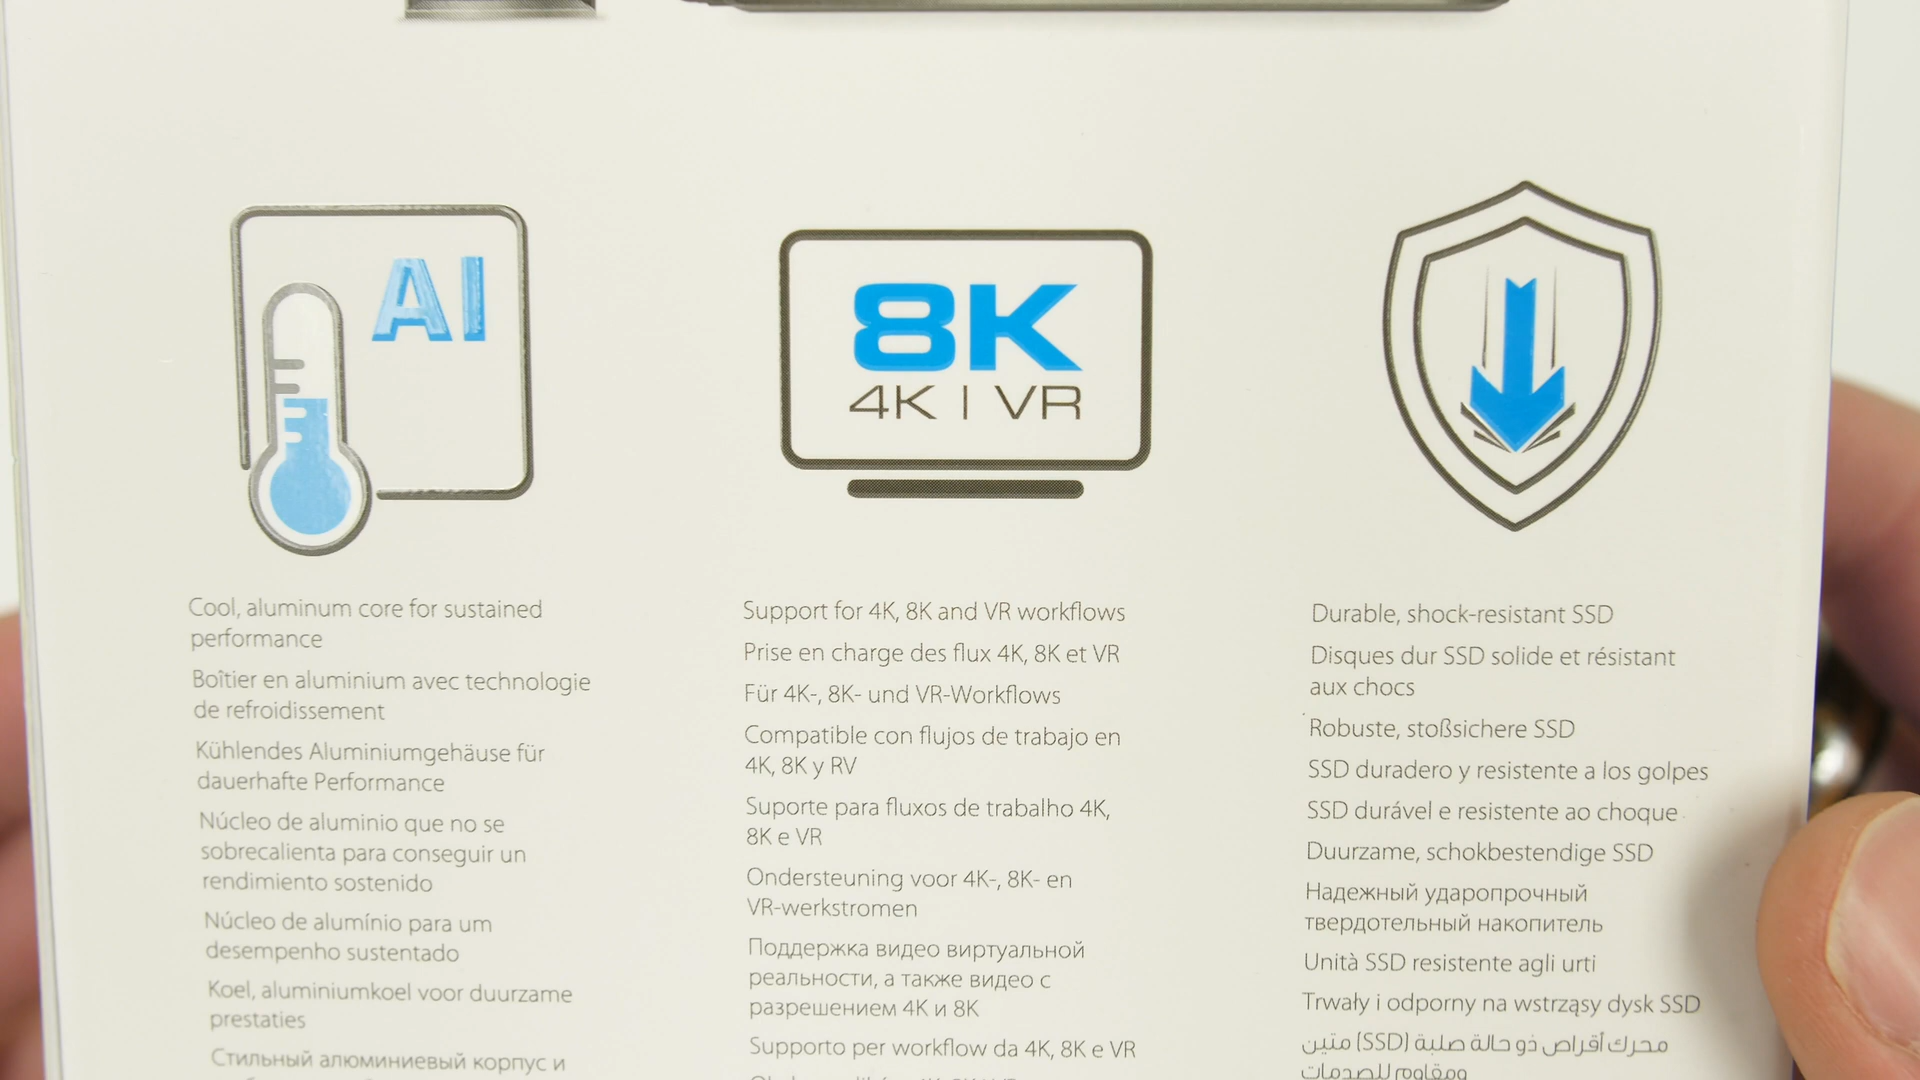 AI
8K
4K | VR
Cool, aluminum core for sustained
performance
Boîtier en aluminium avec technologie
de refroidissement
Kühlendes Aluminiumgehäuse für
dauerhafte Performance
Núcleo de aluminio que no se
sobrecalienta para conseguir un
rendimiento sostenido
Núcleo de alumínio para um
desempenho sustentado
Koel, aluminiumkoel voor duurzame
prestaties
Стильный алюминиевый корпус и
Support for 4K, 8K and VR workflows
Prise en charge des flux 4K, 8K et VR
Für 4K-, 8K- und VR-Workflows
Compatible con flujos de trabajo en
4K, 8K y RV
Suporte para fluxos de trabalho 4K,
8K e VR
Ondersteuning voor 4K-, 8K- en
VR-werkstromen
Поддержка видео виртуальной
реальности, а также видео с
разрешением 4K и 8K
Supporto per workflow da 4K, 8K e VR
Durable, shock-resistant SSD
Disques dur SSD solide et résistant
aux chocs
Robuste, stoßsichere SSD
SSD duradero y resistente a los golpes
SSD durável e resistente ao choque
Duurzame, schokbestendige SSD
Надежный ударопрочный
твердотельный накопитель
Unità SSD resistente agli urti
Trwały i odporny na wstrząsy dysk SSD
محرك أقراص ذو حالة صلبة (SSD) متين
ومقاوم للصدمات